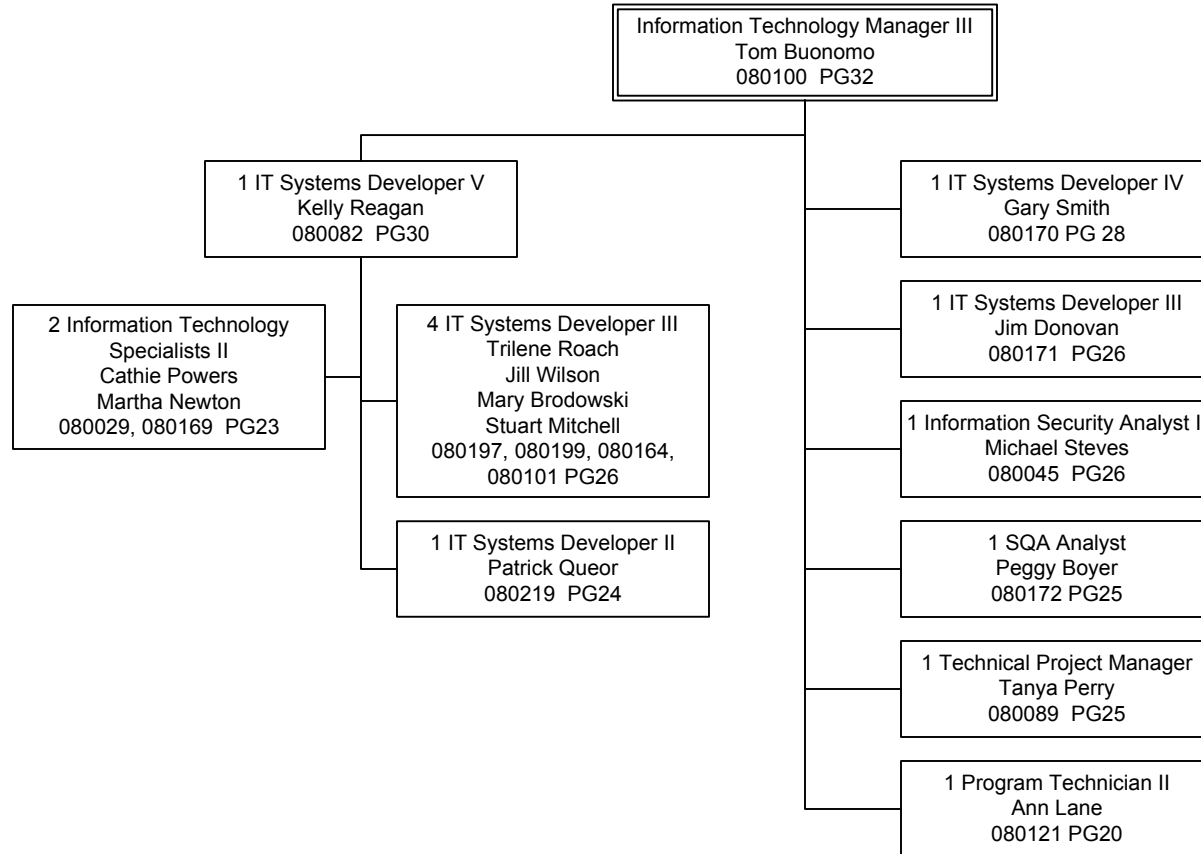 Information Technology Manager III
Tom Buonomo
080100 PG32
1 IT Systems Developer V
Kelly Reagan
080082 PG30
2 Information Technology
Specialists II
Cathie Powers
Martha Newton
080029, 080169 PG23
4 IT Systems Developer III
Trilene Roach
Jill Wilson
Mary Brodowski
Stuart Mitchell
080197, 080199, 080164,
080101 PG26
1 IT Systems Developer II
Patrick Queor
080219 PG24
1 IT Systems Developer IV
Gary Smith
080170 PG 28
1 IT Systems Developer III
Jim Donovan
080171 PG26
1 Information Security Analyst I
Michael Steves
080045 PG26
1 SQA Analyst
Peggy Boyer
080172 PG25
1 Technical Project Manager
Tanya Perry
080089 PG25
1 Program Technician II
Ann Lane
080121 PG20